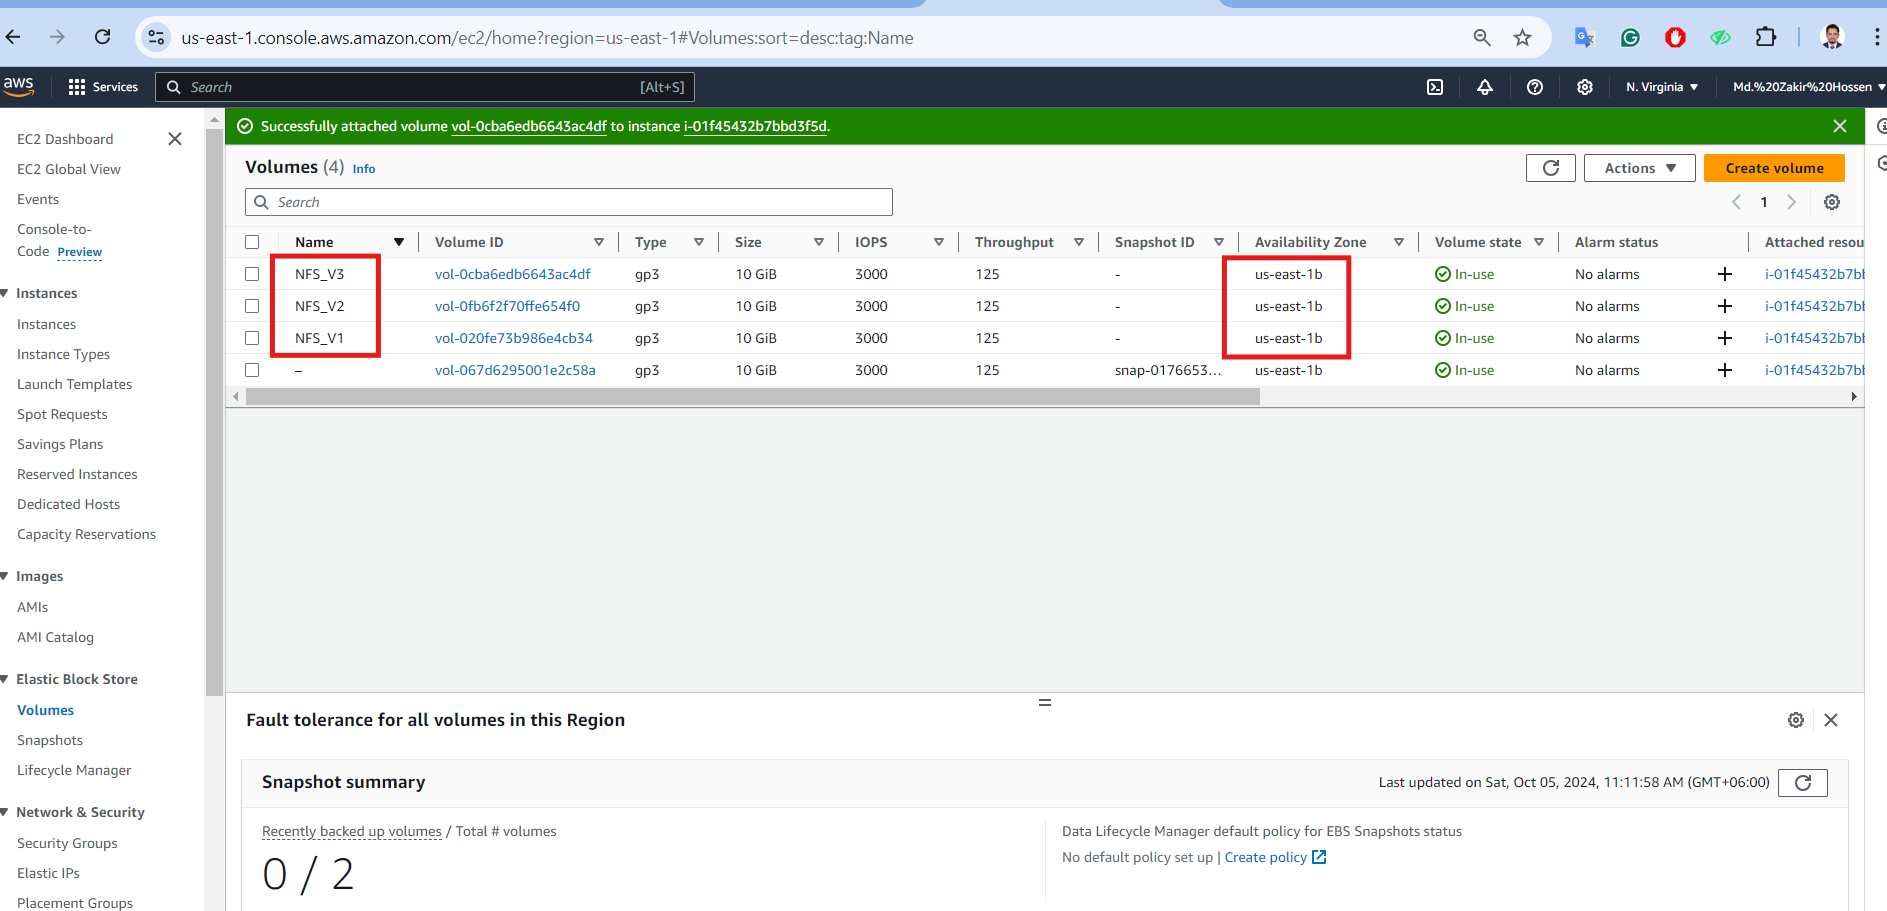 us-east-1.console.aws.amazon.com/ec2/home?region=us-east-1#Volumes:sort=desc:tag:Name
aws Services Search [Alt+S] N. Virginia Md.%20Zakir%20Hossen
EC2 Dashboard
EC2 Global View
Events
Console-to-
Code Preview
Instances
Instances
Instance Types
Launch Templates
Spot Requests
Savings Plans
Reserved Instances
Dedicated Hosts
Capacity Reservations
Images
AMIs
AMI Catalog
Elastic Block Store
Volumes
Snapshots
Lifecycle Manager
Network & Security
Security Groups
Elastic IPs
Placement Groups
Successfully attached volume vol-0cba6edb6643ac4df to instance i-01f45432b7bbd3f5d.
Volumes (4) Info
Actions Create volume
Search
1
Name Volume ID Type Size IOPS Throughput Snapshot ID Availability Zone Volume state Alarm status Attached resou
NFS_V3 vol-0cba6edb6643ac4df gp3 10 GiB 3000 125 - us-east-1b In-use No alarms i-01f45432b7bb
NFS_V2 vol-0fb6f2f70ffe654f0 gp3 10 GiB 3000 125 - us-east-1b In-use No alarms i-01f45432b7bb
NFS_V1 vol-020fe73b986e4cb34 gp3 10 GiB 3000 125 - us-east-1b In-use No alarms i-01f45432b7bb
– vol-067d6295001e2c58a gp3 10 GiB 3000 125 snap-0176653... us-east-1b In-use No alarms i-01f45432b7bb
Fault tolerance for all volumes in this Region
Snapshot summary
Last updated on Sat, Oct 05, 2024, 11:11:58 AM (GMT+06:00)
Recently backed up volumes / Total # volumes
0 / 2
Data Lifecycle Manager default policy for EBS Snapshots status
No default policy set up | Create policy